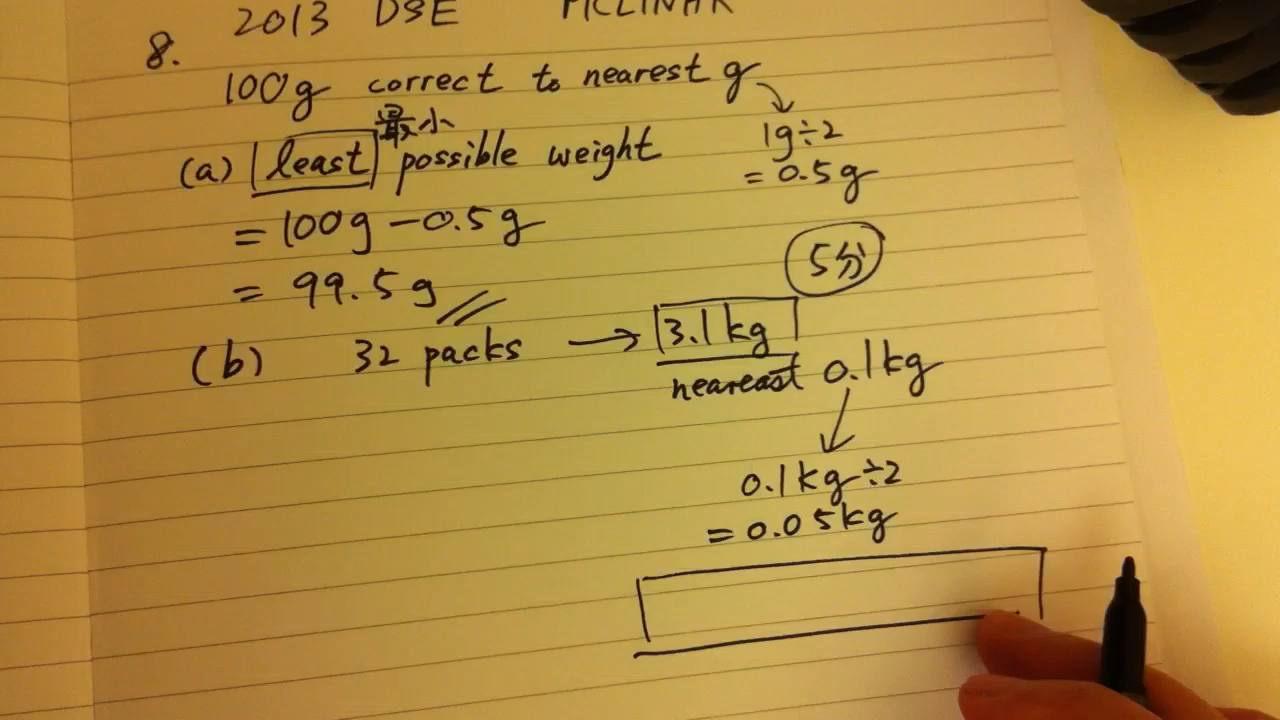 2013 DSE
8.
100g correct to nearest g
最小
(a) least possible weight
1g÷2
= 0.5g
= 100g - 0.5g
= 99.5g
5分
(b) 32 packs → 3.1kg
neareast 0.1kg
0.1kg÷2
= 0.05kg